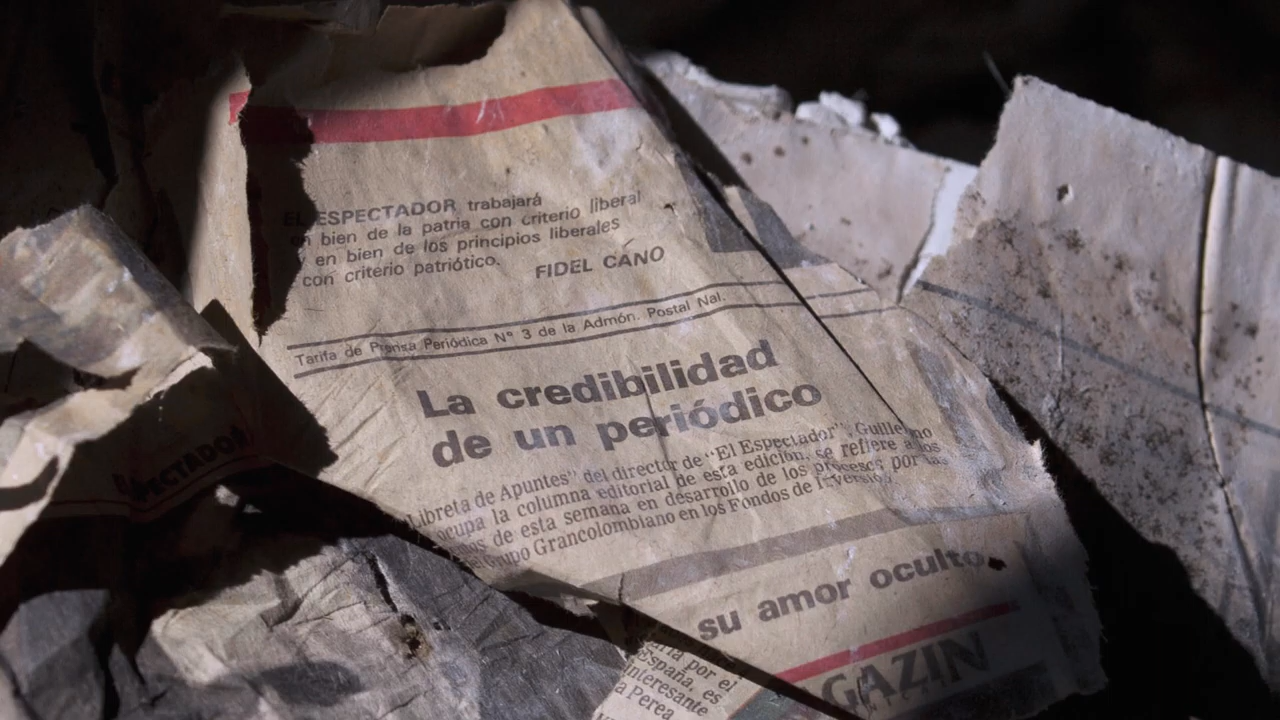 EL ESPECTADOR trabajará
en bien de la patria con criterio liberal
en bien de los principios liberales
con criterio patriótico.
FIDEL CANO
Tarifa de Prensa Periódica Nº 3 de la Admón. Postal Nal.
La credibilidad
de un periódico
Libreta de Apuntes" del director de "El Espectador", Guillermo
ocupa la columna editorial de esta edición, se refiere a los
de esta semana en desarrollo de los procesos por las
Grupo Grancolombiano en los Fondos de Inversión
su amor oculto
GAZIN
por el
España, es
interesante
a Perea
PECTADOR